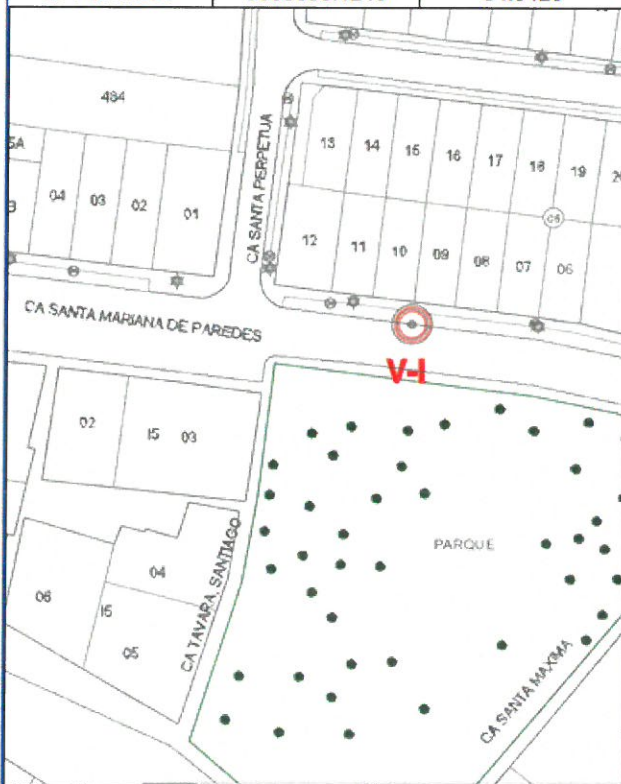 484
13 14 15 16 17 18 19
CA SANTA PERPETUA
5A
04 03 02 01
12 11 10 09 08 07 06
CA SANTA MARIANA DE PAREDES
V-I
02 I5 03
PARQUE
04
CA TAVARA, SANTIAGO
06 I5
05
CA SANTA MAXIMA